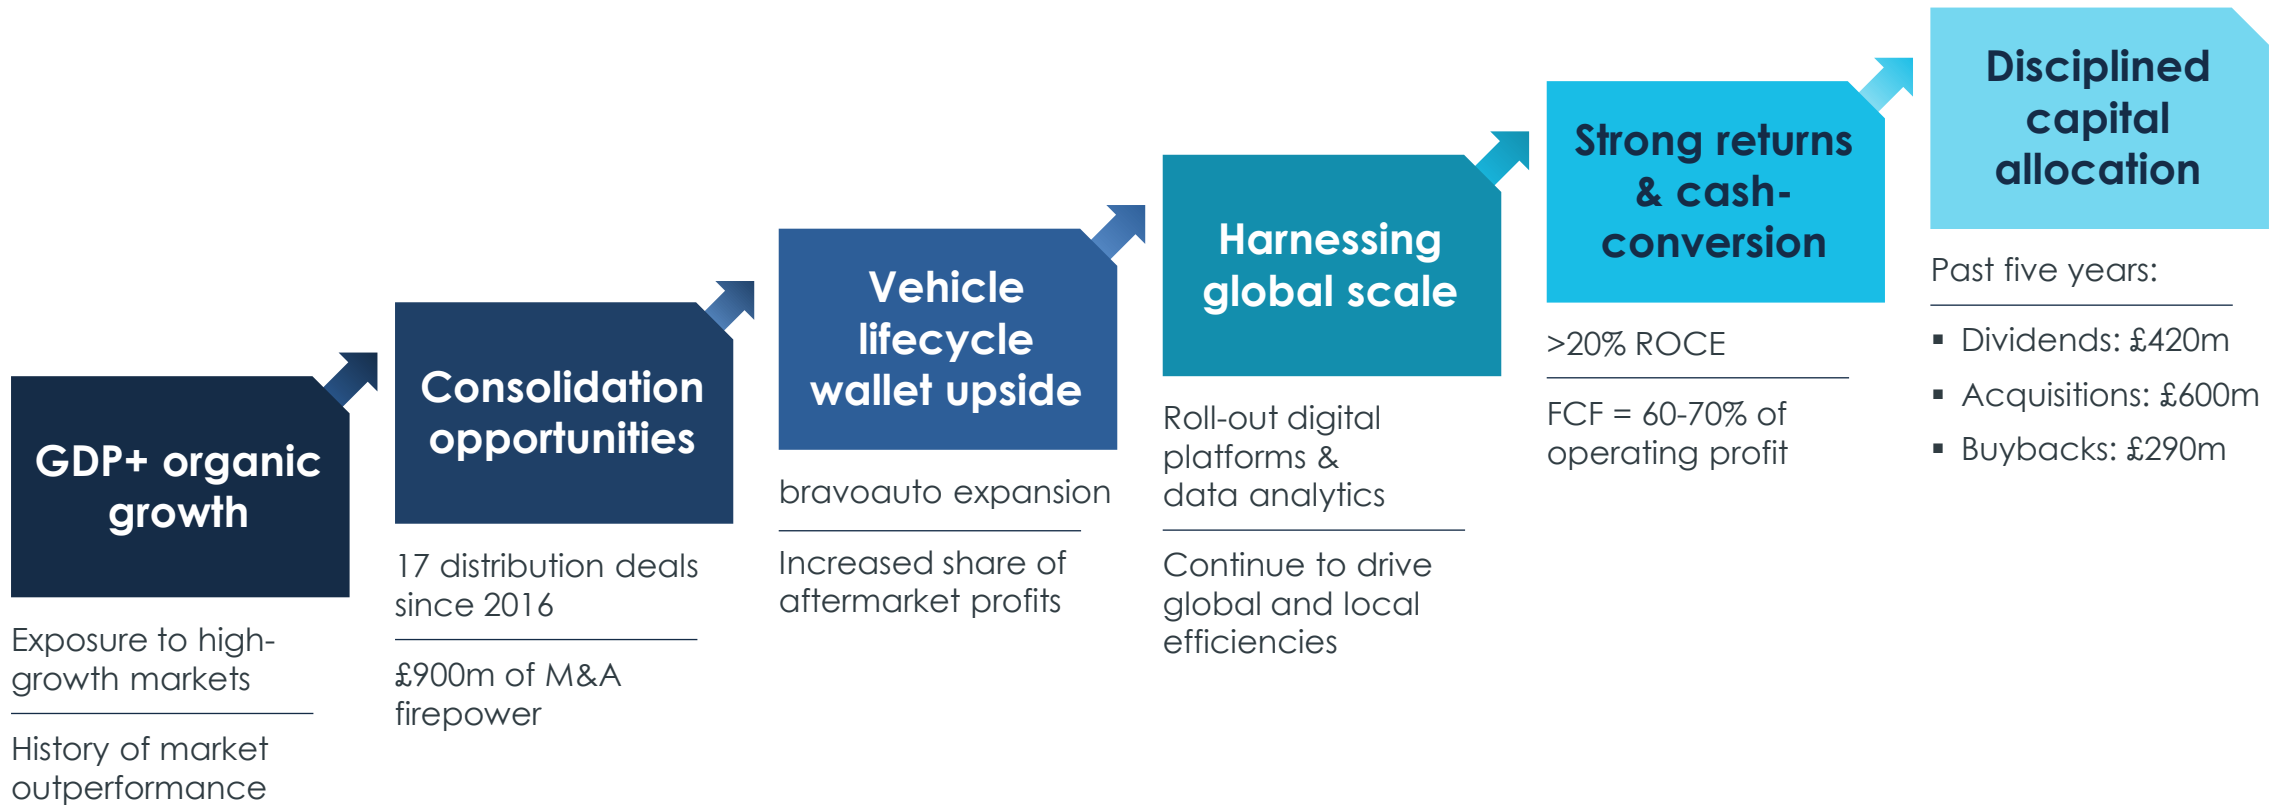 GDP+ organic
growth
Exposure to high-
growth markets
History of market
outperformance
Consolidation
opportunities
17 distribution deals
since 2016
£900m of M&A
firepower
Vehicle
lifecycle
wallet upside
bravoauto expansion
Increased share of
aftermarket profits
Harnessing
global scale
Roll-out digital
platforms &
data analytics
Continue to drive
global and local
efficiencies
Strong returns
& cash-
conversion
>20% ROCE
FCF = 60-70% of
operating profit
Disciplined
capital
allocation
Past five years:
▪ Dividends: £420m
▪ Acquisitions: £600m
▪ Buybacks: £290m